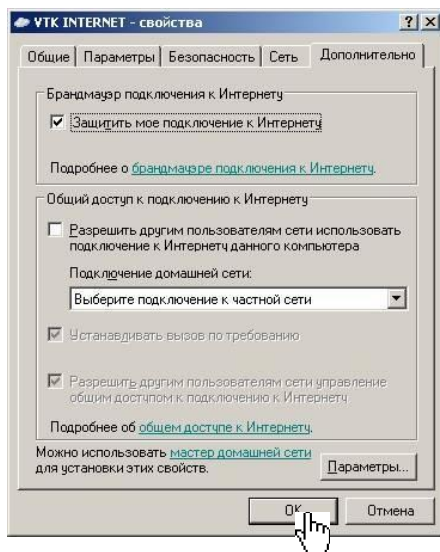 VTK INTERNET - свойства
Общие Параметры Безопасность Сеть Дополнительно
Брандмауэр подключения к Интернету
Защитить мое подключение к Интернету
Подробнее о брандмауэре подключения к Интернету.
Общий доступ к подключению к Интернету
Разрешить другим пользователям сети использовать
подключение к Интернету данного компьютера
Подключение домашней сети:
Выберите подключение к частной сети
Устанавливать вызов по требованию
Разрешить другим пользователям сети управление
общим доступом к подключению к Интернету
Подробнее об общем доступе к Интернету.
Можно использовать мастер домашней сети
для установки этих свойств.
Параметры...
OK Отмена